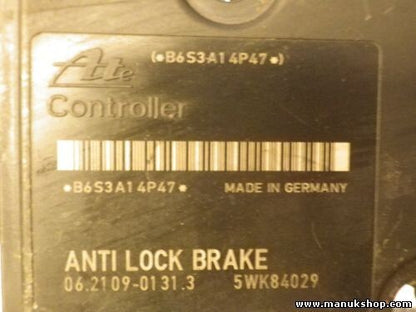 (*B6S3A14P47*)
Ate
Controller
*B6S3A14P47*
MADE IN GERMANY
ANTI LOCK BRAKE
06.2109-0131.3 5WK84029
www.manukshop.com